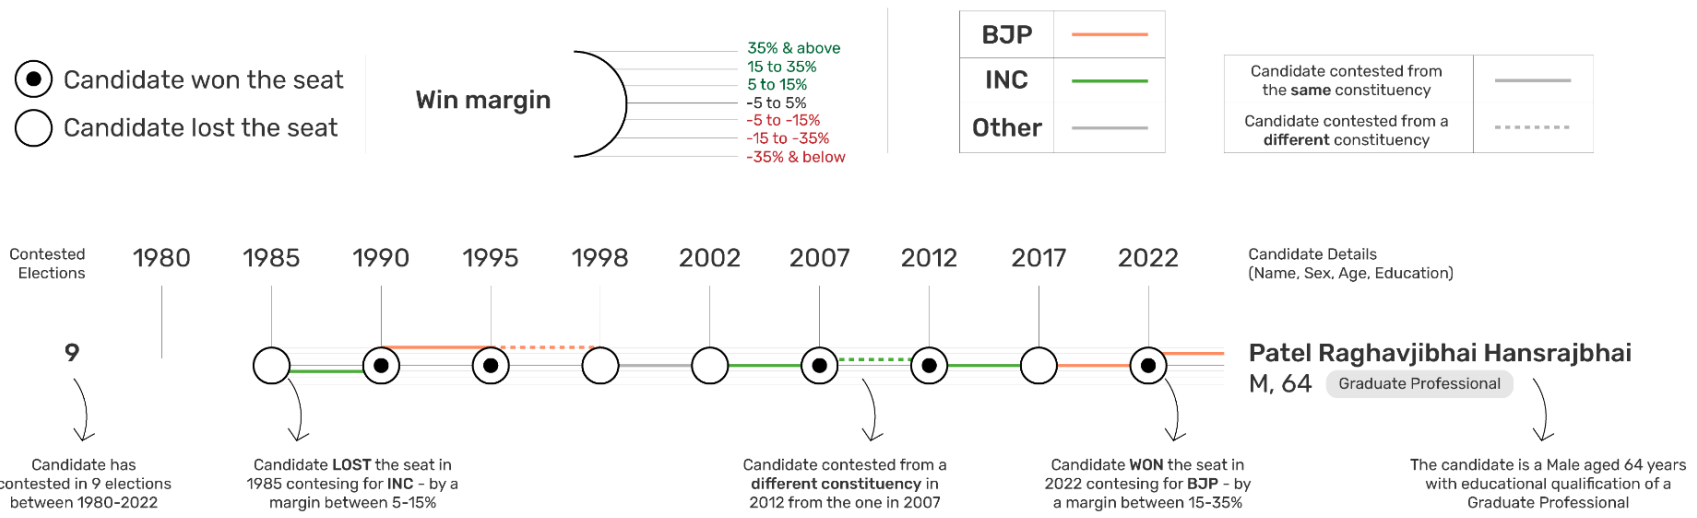 Candidate won the seat
Candidate lost the seat
Win margin
35% & above
15 to 35%
5 to 15%
-5 to 5%
-5 to -15%
-15 to -35%
-35% & below
BJP
INC
Other
Candidate contested from
the same constituency
Candidate contested from a
different constituency
Contested
Elections
1980
1985
1990
1995
1998
2002
2007
2012
2017
2022
Candidate Details
(Name, Sex, Age, Education)
9
Patel Raghavjibhai Hansrajbhai
M, 64
Graduate Professional
Candidate has
contested in 9 elections
between 1980-2022
Candidate LOST the seat in
1985 contesing for INC - by a
margin between 5-15%
Candidate contested from a
different constituency in
2012 from the one in 2007
Candidate WON the seat in
2022 contesing for BJP - by
a margin between 15-35%
The candidate is a Male aged 64 years
with educational qualification of a
Graduate Professional